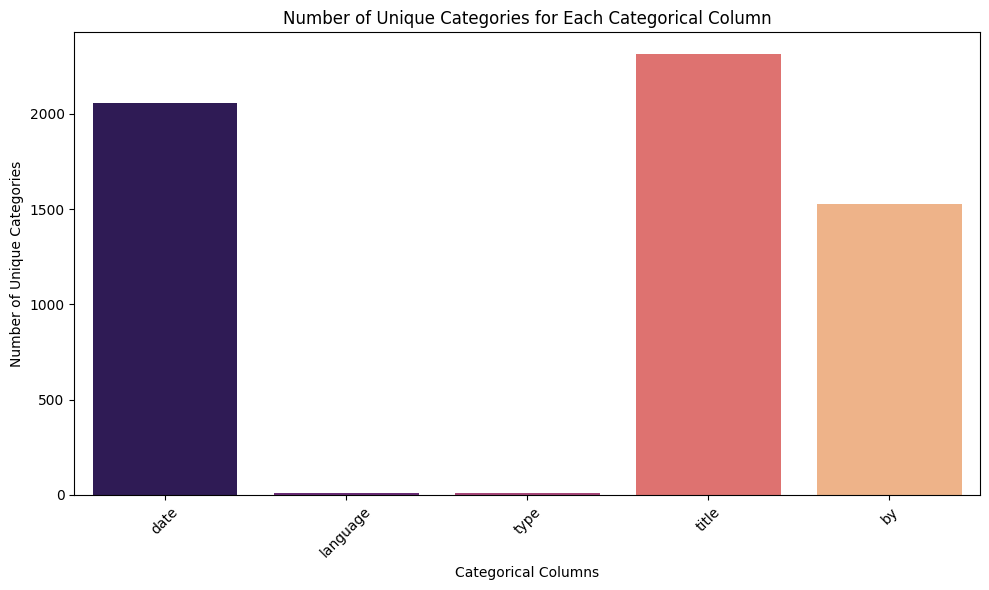 Number of Unique Categories for Each Categorical Column
Number of Unique Categories
2000
1500
1000
500
0
date
language
type
title
by
Categorical Columns